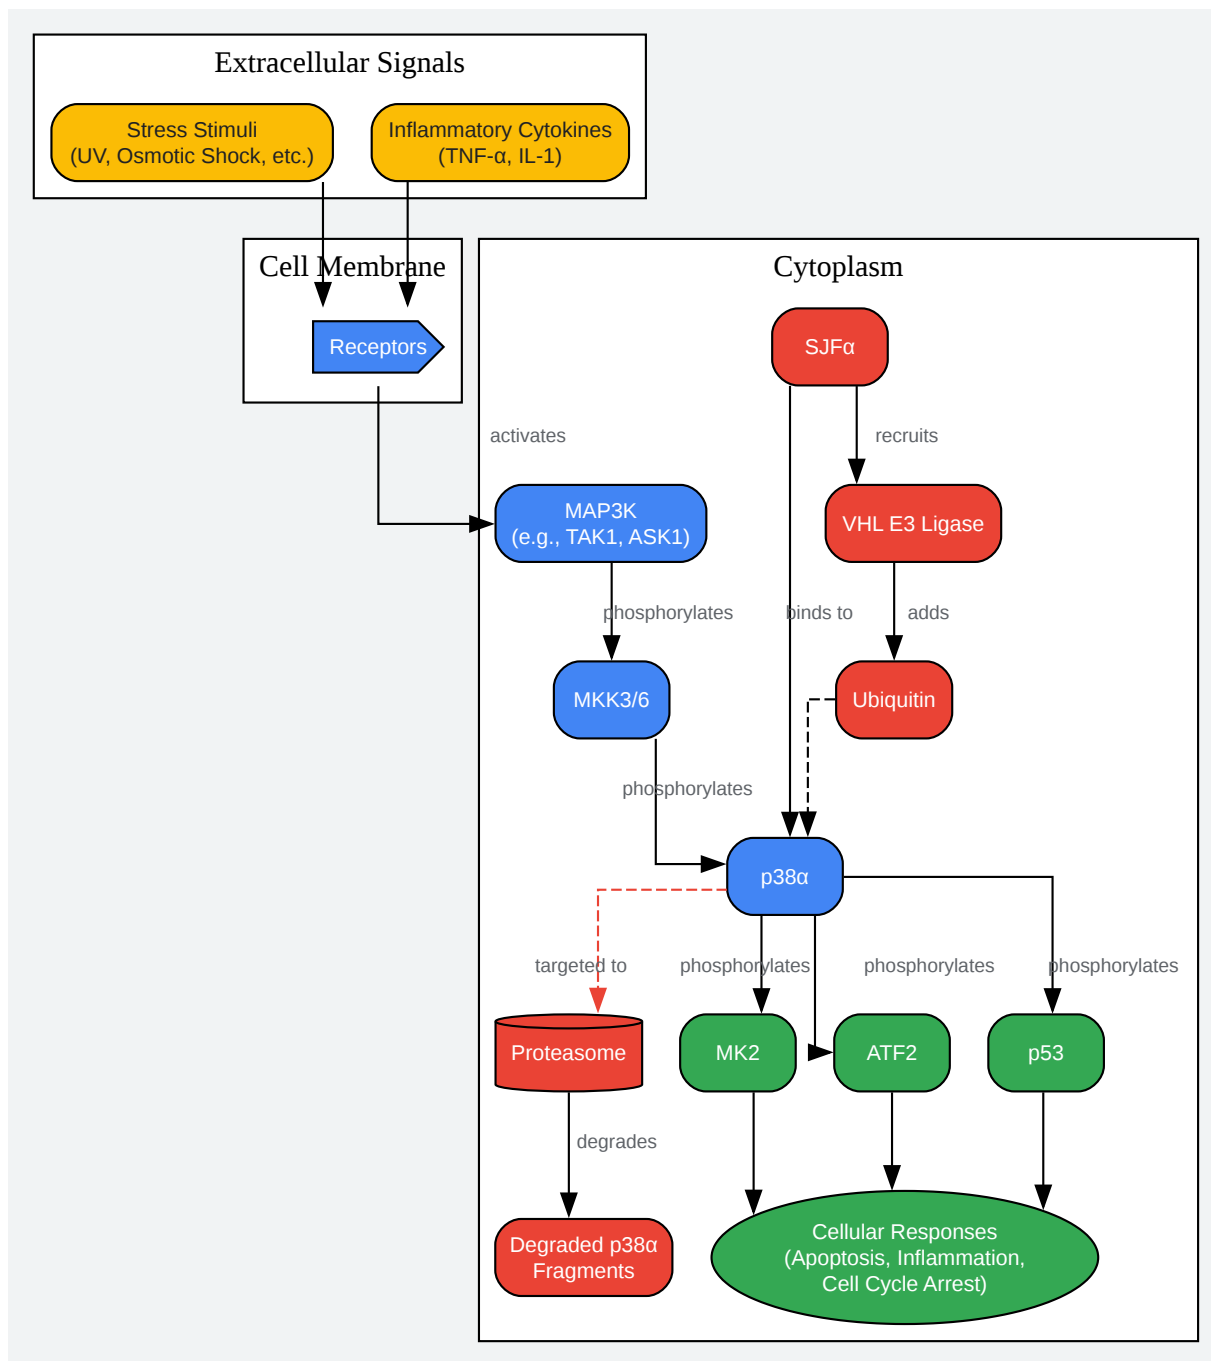 Extracellular Signals
Stress Stimuli
(UV, Osmotic Shock, etc.)
Inflammatory Cytokines
(TNF-α, IL-1)
Cell Membrane
Receptors
Cytoplasm
SJFα
activates
recruits
MAP3K
(e.g., TAK1, ASK1)
VHL E3 Ligase
phosphorylates
binds to
adds
MKK3/6
Ubiquitin
phosphorylates
p38α
targeted to
phosphorylates
phosphorylates
phosphorylates
Proteasome
MK2
ATF2
p53
degrades
Degraded p38α
Fragments
Cellular Responses
(Apoptosis, Inflammation,
Cell Cycle Arrest)